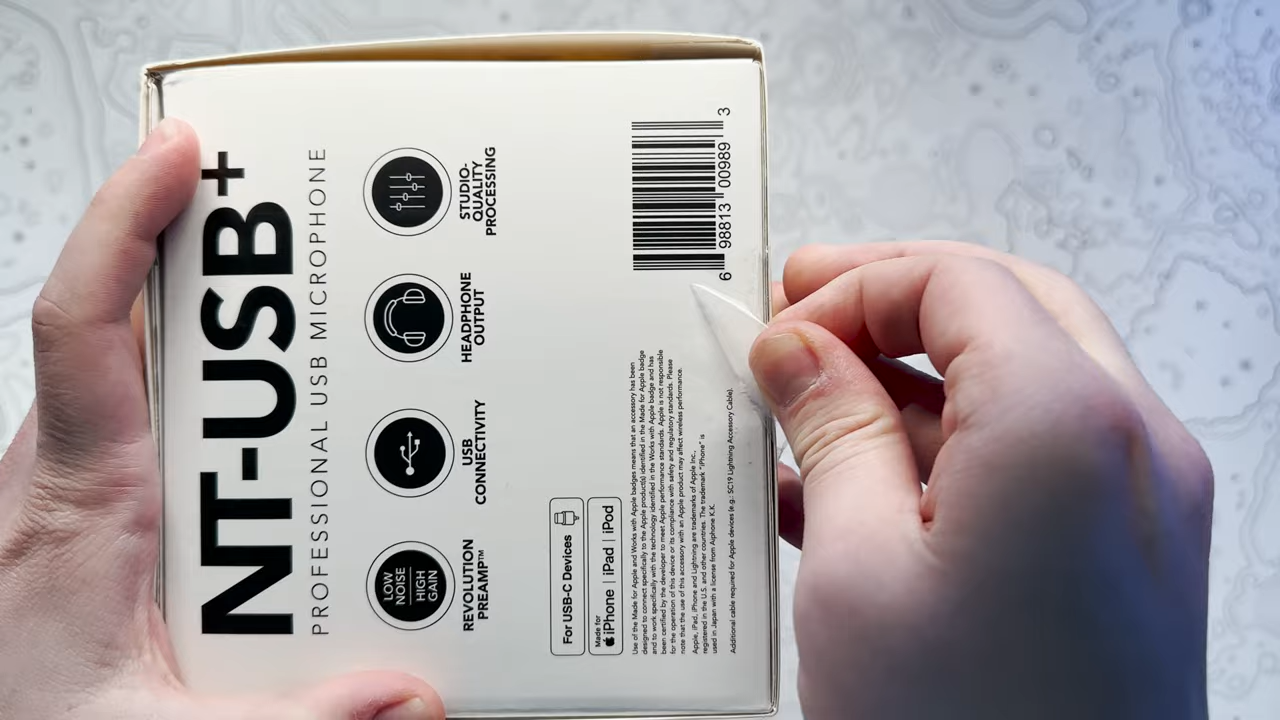 NT-USB+
PROFESSIONAL USB MICROPHONE
LOW NOISE HIGH GAIN
REVOLUTION
PREAMP™
USB
CONNECTIVITY
HEADPHONE
OUTPUT
STUDIO-
QUALITY
PROCESSING
For USB-C Devices
Made for
iPhone | iPad | iPod
Use of the Made for Apple and Works with Apple badges means that an accessory has been
designed to connect specifically to the Apple product(s) identified in the Made for Apple badge
and to work specifically with the technology identified in the Works with Apple badge and has
been certified by the developer to meet Apple performance standards. Apple is not responsible
for the operation of this device or its compliance with safety and regulatory standards. Please
note that the use of this accessory with an Apple product may affect wireless performance.
Apple, iPad, iPhone and Lightning are trademarks of Apple Inc.,
registered in the U.S. and other countries. The trademark "iPhone" is
used in Japan with a license from Aiphone K.K.
Additional cable required for Apple devices (e.g.: SC19 Lightning Accessory Cable).
6 98813 00989 3